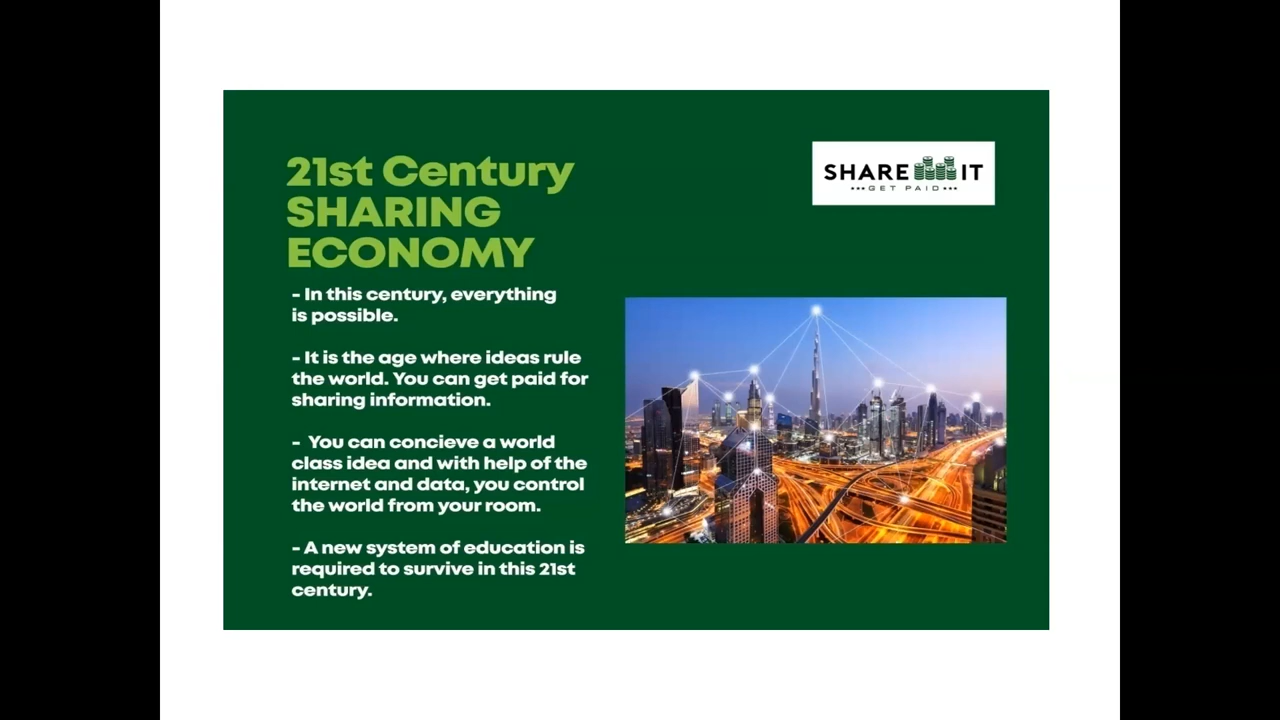 21st Century
SHARING
ECONOMY
SHARE IT
•••GET PAID•••
- In this century, everything
is possible.
- It is the age where ideas rule
the world. You can get paid for
sharing information.
- You can concieve a world
class idea and with help of the
internet and data, you control
the world from your room.
- A new system of education is
required to survive in this 21st
century.